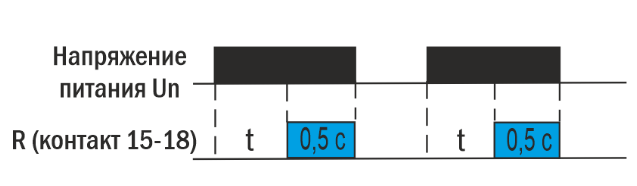 Напряжение
питания Un
R (контакт 15-18)
t
0,5 с
t
0,5 с